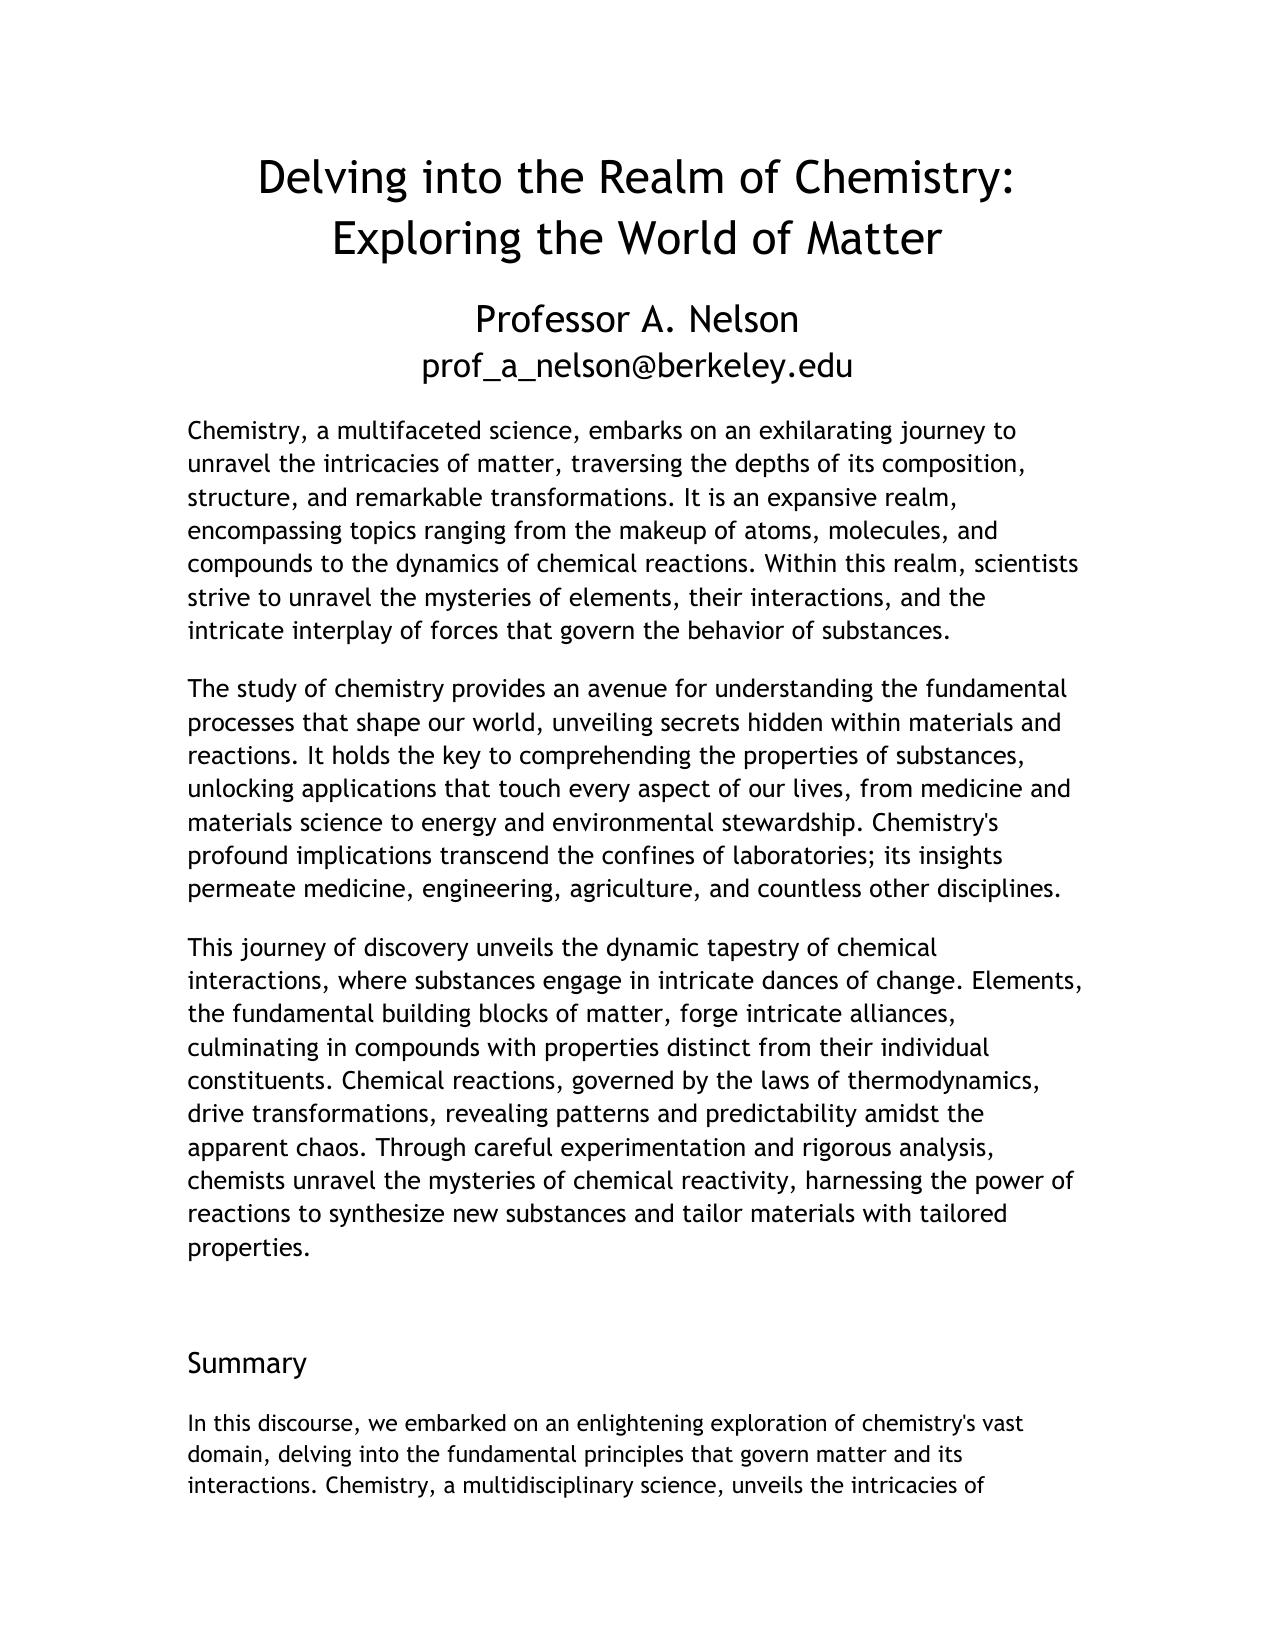 Delving into the Realm of Chemistry:
Exploring the World of Matter
Professor A. Nelson
prof_a_nelson@berkeley.edu
Chemistry, a multifaceted science, embarks on an exhilarating journey to
unravel the intricacies of matter, traversing the depths of its composition,
structure, and remarkable transformations. It is an expansive realm,
encompassing topics ranging from the makeup of atoms, molecules, and
compounds to the dynamics of chemical reactions. Within this realm, scientists
strive to unravel the mysteries of elements, their interactions, and the
intricate interplay of forces that govern the behavior of substances.
The study of chemistry provides an avenue for understanding the fundamental
processes that shape our world, unveiling secrets hidden within materials and
reactions. It holds the key to comprehending the properties of substances,
unlocking applications that touch every aspect of our lives, from medicine and
materials science to energy and environmental stewardship. Chemistry's
profound implications transcend the confines of laboratories; its insights
permeate medicine, engineering, agriculture, and countless other disciplines.
This journey of discovery unveils the dynamic tapestry of chemical
interactions, where substances engage in intricate dances of change. Elements,
the fundamental building blocks of matter, forge intricate alliances,
culminating in compounds with properties distinct from their individual
constituents. Chemical reactions, governed by the laws of thermodynamics,
drive transformations, revealing patterns and predictability amidst the
apparent chaos. Through careful experimentation and rigorous analysis,
chemists unravel the mysteries of chemical reactivity, harnessing the power of
reactions to synthesize new substances and tailor materials with tailored
properties.
Summary
In this discourse, we embarked on an enlightening exploration of chemistry's vast
domain, delving into the fundamental principles that govern matter and its
interactions. Chemistry, a multidisciplinary science, unveils the intricacies of